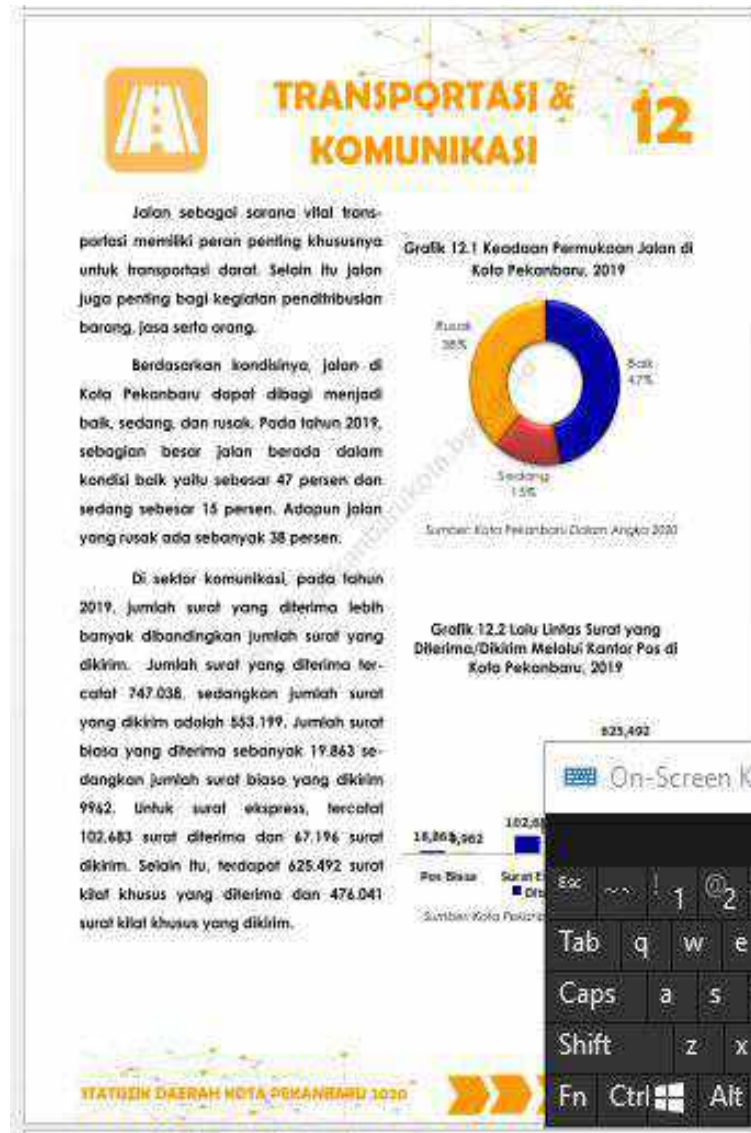 TRANSPORTASI &
KOMUNIKASI
12
Jalan sebagai sarana vital trans-
portasi memiliki peran penting khususnya
untuk transportasi darat. Selain itu jalan
juga penting bagi kegiatan penditribusian
barang, jasa serta orang.
Berdasarkan kondisinya, jalan di
Kota Pekanbaru dapat dibagi menjadi
baik, sedang, dan rusak. Pada tahun 2019,
sebagian besar jalan berada dalam
kondisi baik yaitu sebesar 47 persen dan
sedang sebesar 15 persen. Adapun jalan
yang rusak ada sebanyak 38 persen.
Di sektor komunikasi, pada tahun
2019, jumlah surat yang diterima lebih
banyak dibandingkan jumlah surat yang
dikirim. Jumlah surat yang diterima ter-
catat 747.038, sedangkan jumlah surat
yang dikirim adalah 553.199. Jumlah surat
biasa yang diterima sebanyak 19.863 se-
dangkan jumlah surat biasa yang dikirim
9962. Untuk surat ekspress, tercatat
102.683 surat diterima dan 67.196 surat
dikirim. Selain itu, terdapat 625.492 surat
kilat khusus yang diterima dan 476.041
surat kilat khusus yang dikirim.
Grafik 12.1 Keadaan Permukaan Jalan di
Kota Pekanbaru, 2019
Rusak
38%
Baik
47%
Sedang
15%
Sumber: Kota Pekanbaru Dalam Angka 2020
Grafik 12.2 Lalu Lintas Surat yang
Diterima/Dikirim Melalui Kantor Pos di
Kota Pekanbaru, 2019
625,492
102,6
9,962
Pos Biasa Surat E
Dit
Sumber: Kota Pekanb
STATISTIK DAERAH KOTA PEKANBARU 2020
On-Screen K
Esc ~ ` ! 1 @ 2
Tab q w e
Caps a s
Shift z x
Fn Ctrl Alt